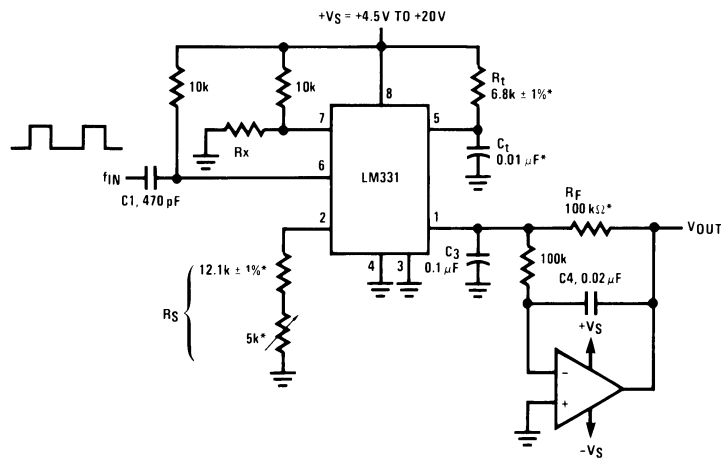 +VS = +4.5V TO +20V
10k
10k
Rt
6.8k ± 1%*
8
7
5
Rx
Ct
0.01 μF*
fIN
C1, 470 pF
6
LM331
RF
100 kΩ*
2
1
VOUT
C3
0.1 μF
100k
12.1k ± 1%*
4
3
C4, 0.02 μF
RS
5k*
+VS
−
+
−VS